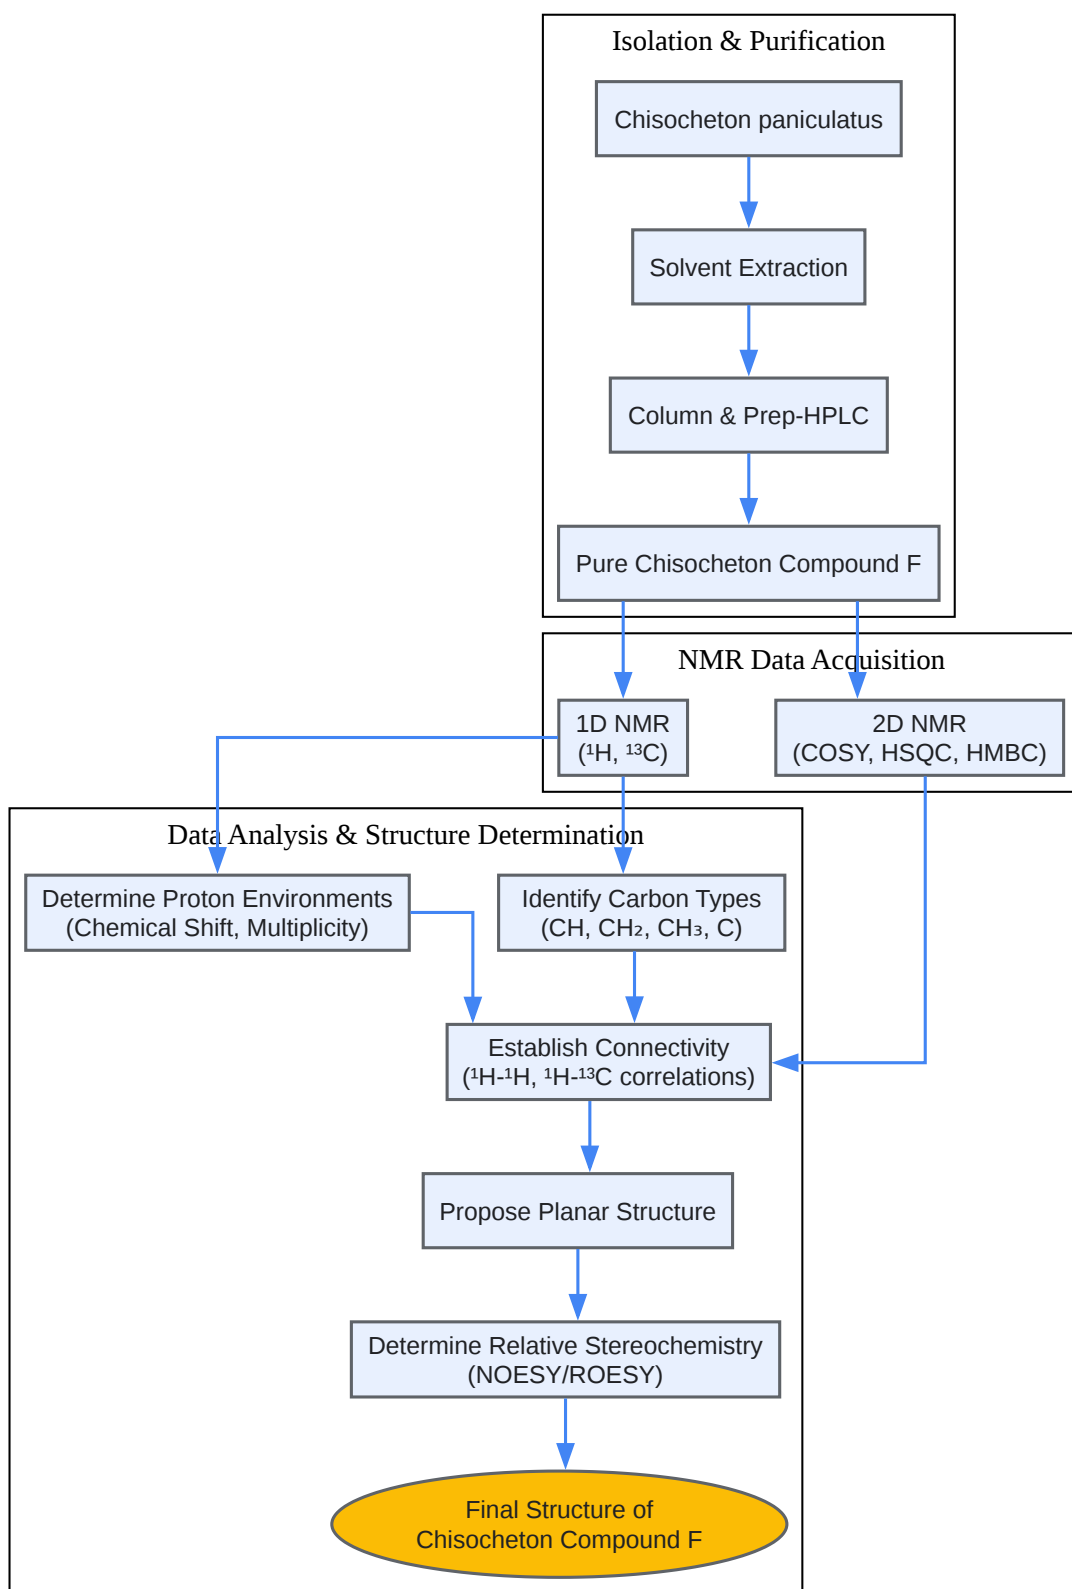 Isolation & Purification
Chisocheton paniculatus
Solvent Extraction
Column & Prep-HPLC
Pure Chisocheton Compound F
NMR Data Acquisition
1D NMR
(¹H, ¹³C)
2D NMR
(COSY, HSQC, HMBC)
Data Analysis & Structure Determination
Determine Proton Environments
(Chemical Shift, Multiplicity)
Identify Carbon Types
(CH, CH₂, CH₃, C)
Establish Connectivity
(¹H-¹H, ¹H-¹³C correlations)
Propose Planar Structure
Determine Relative Stereochemistry
(NOESY/ROESY)
Final Structure of
Chisocheton Compound F